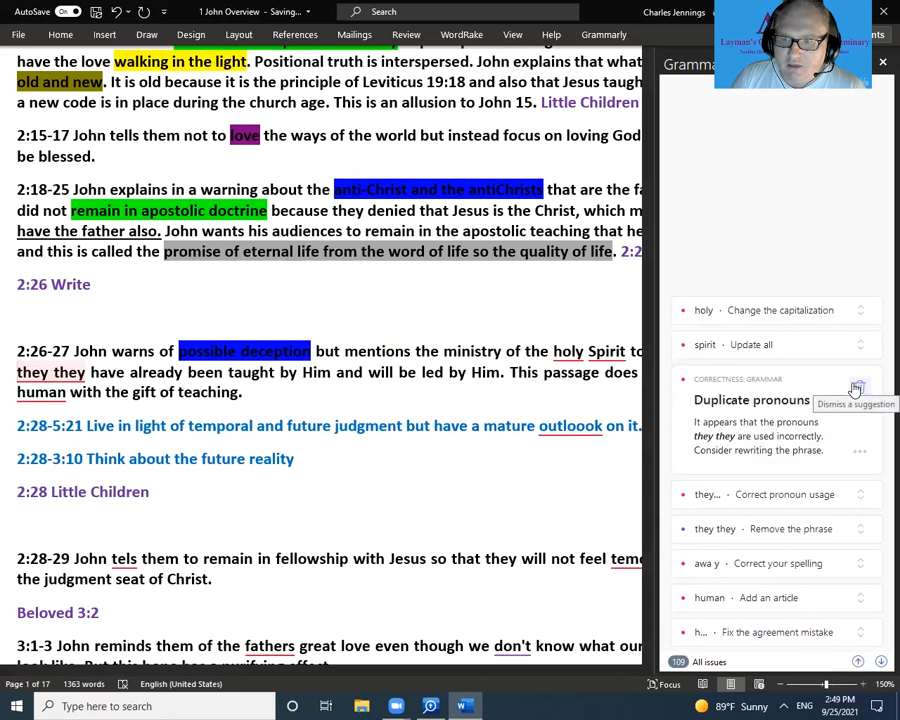 AutoSave On 1 John Overview - Saving... Search Charles Jennings
File Home Insert Draw Design Layout References Mailings Review View WordRake Help Grammarly
have the love walking in the light. Positional truth is interspersed. John explains that what
old and new. It is old because it is the principle of Leviticus 19:18 and also that Jesus taugh
a new code is in place during the church age. This is an allusion to John 15. Little Children
2:15-17 John tells them not to love the ways of the world but instead focus on loving God
be blessed.
2:18-25 John explains in a warning about the anti-Christ and the antiChrists that are the fa
did not remain in apostolic doctrine because they denied that Jesus is the Christ, which m
have the father also. John wants his audiences to remain in the apostolic teaching that he
and this is called the promise of eternal life from the word of life so the quality of life. 2:2
2:26 Write
2:26-27 John warns of possible deception but mentions the ministry of the holy Spirit to
they they have already been taught by Him and will be led by Him. This passage does
human with the gift of teaching.
2:28-5:21 Live in light of temporal and future judgment but have a mature outloook on it.
2:28-3:10 Think about the future reality
2:28 Little Children
2:28-29 John tels them to remain in fellowship with Jesus so that they will not feel teme
the judgment seat of Christ.
Beloved 3:2
3:1-3 John reminds them of the fathers great love even though we don't know what our
look like. But this hope has a purifying effect
Layman's
Seminary
Gramm
holy · Change the capitalization
spirit · Update all
CORRECTNESS: GRAMMAR
Duplicate pronouns
Dismiss a suggestion
It appears that the pronouns
they they are used incorrectly.
Consider rewriting the phrase.
they... · Correct pronoun usage
they they · Remove the phrase
awa y · Correct your spelling
human · Add an article
h... · Fix the agreement mistake
109 All issues
Page 1 of 17 1363 words English (United States) Focus 150%
Type here to search 89°F Sunny ENG 2:49 PM
9/25/2021